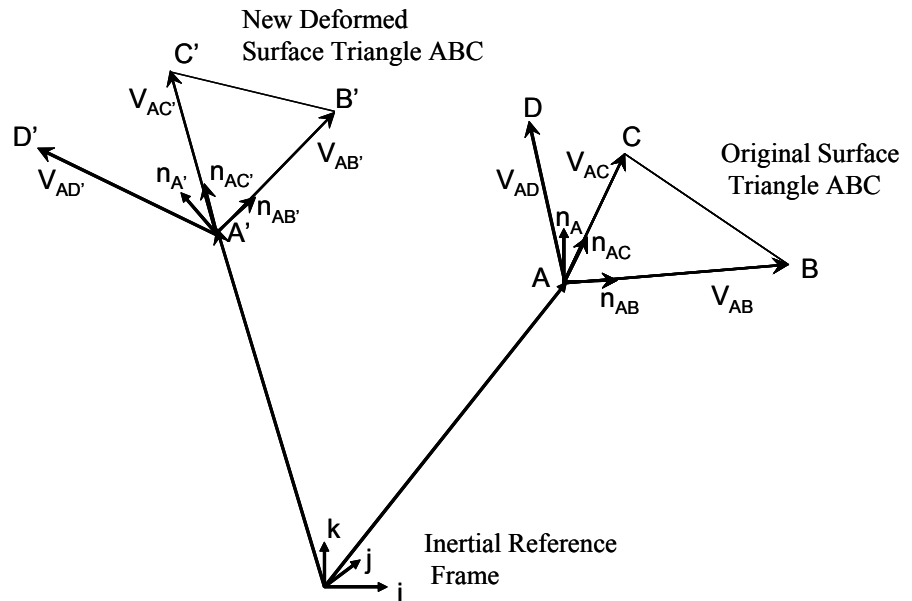 New Deformed
Surface Triangle ABC
C'
B'
V_AC'
D'
V_AB'
V_AD'
n_A'
n_AC'
n_AB'
A'
D
C
Original Surface
Triangle ABC
V_AC
V_AD
n_A
n_AC
A
B
n_AB
V_AB
k
j
i
Inertial Reference
Frame